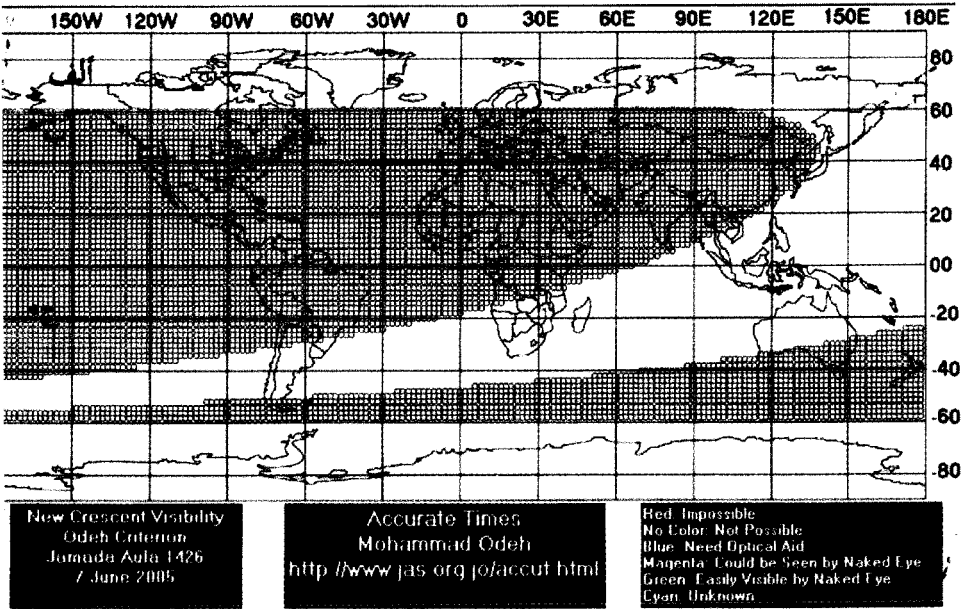 150W 120W 90W 60W 30W 0 30E 60E 90E 120E 150E 180E
ألف
80
60
40
20
00
-20
-40
-60
-80
New Crescent Visibility
Odeh Criterion
Jamada Aula 1426
7 June 2005
Accurate Times
Mohammad Odeh
http://www.jas.org.jo/accut.html
Red: Impossible
No Color: Not Possible
Blue: Need Optical Aid
Magenta: Could be Seen by Naked Eye
Green: Easily Visible by Naked Eye
Cyan: Unknown